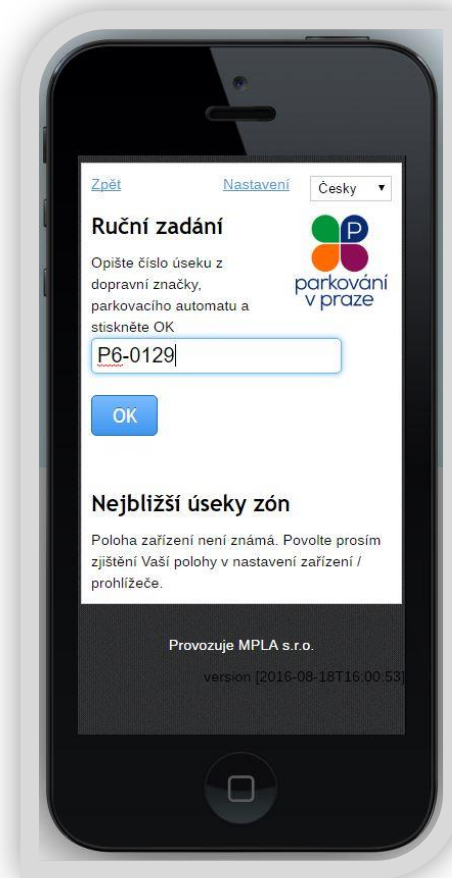 Zpět Nastavení Česky
Ruční zadání
Opište číslo úseku z
dopravní značky,
parkovacího automatu a
stiskněte OK
P
parkování
v praze
P6-0129
OK
Nejbližší úseky zón
Poloha zařízení není známá. Povolte prosím
zjištění Vaší polohy v nastavení zařízení /
prohlížeče.
Provozuje MPLA s.r.o.
version [2016-08-18T16:00:53]